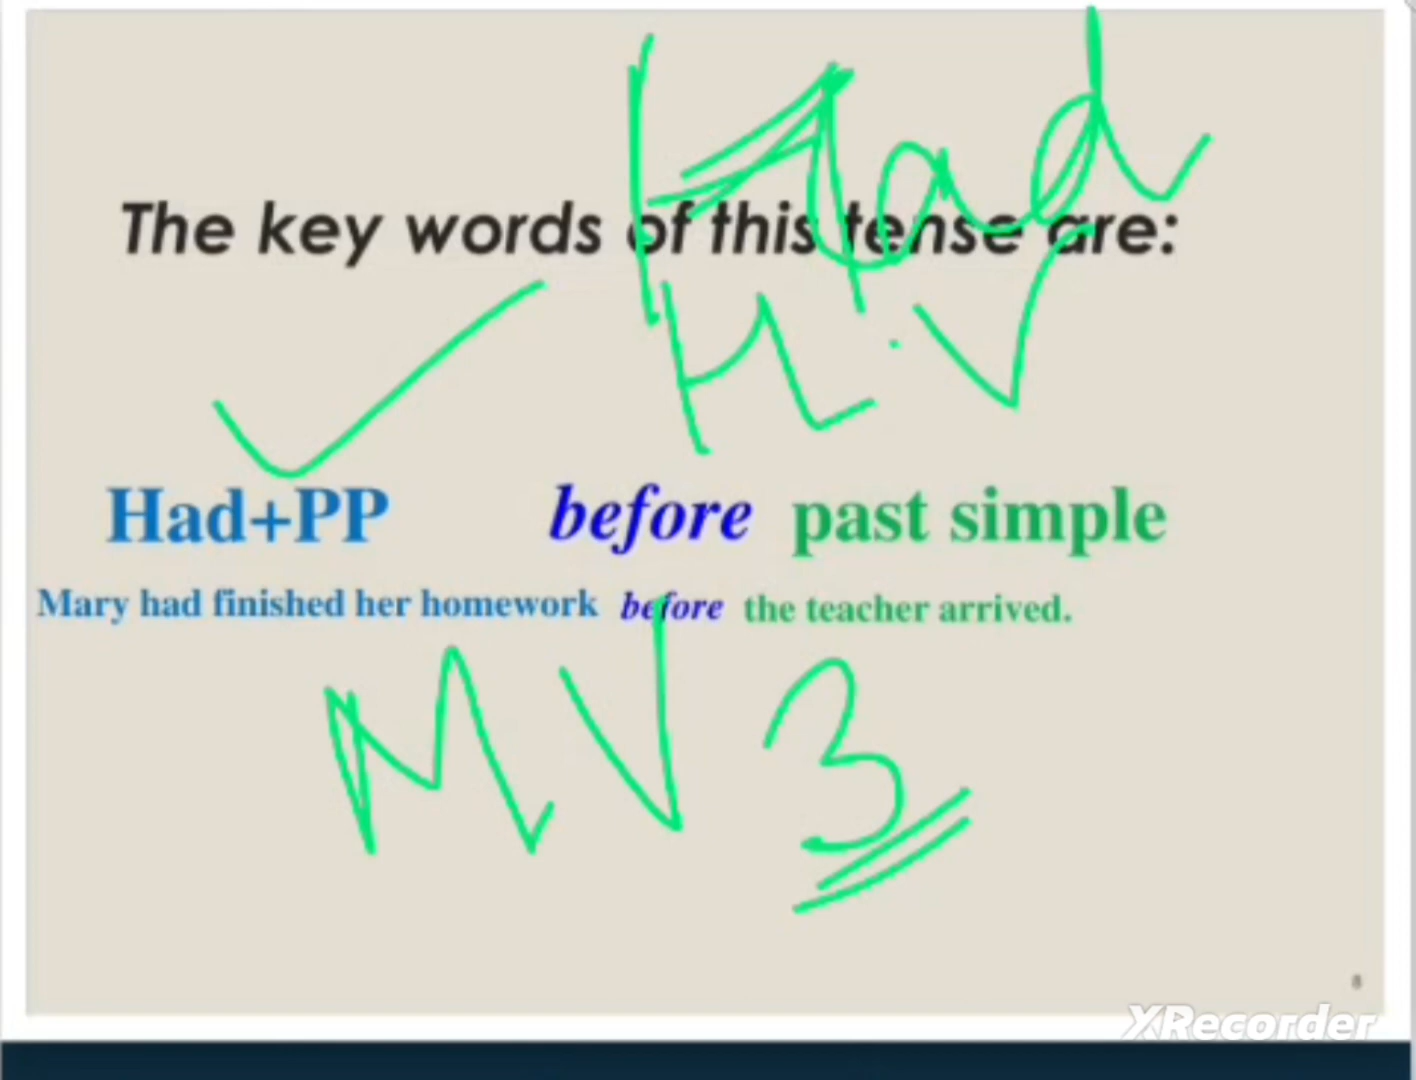 Had
The key words of this tense are:
H.V
Had+PP before past simple
Mary had finished her homework before the teacher arrived.
MV3
8
XRecorder